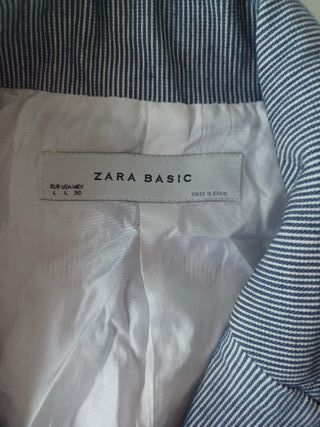 ZARA BASIC
EUR USA MEX
L L 30
MADE IN SPAIN